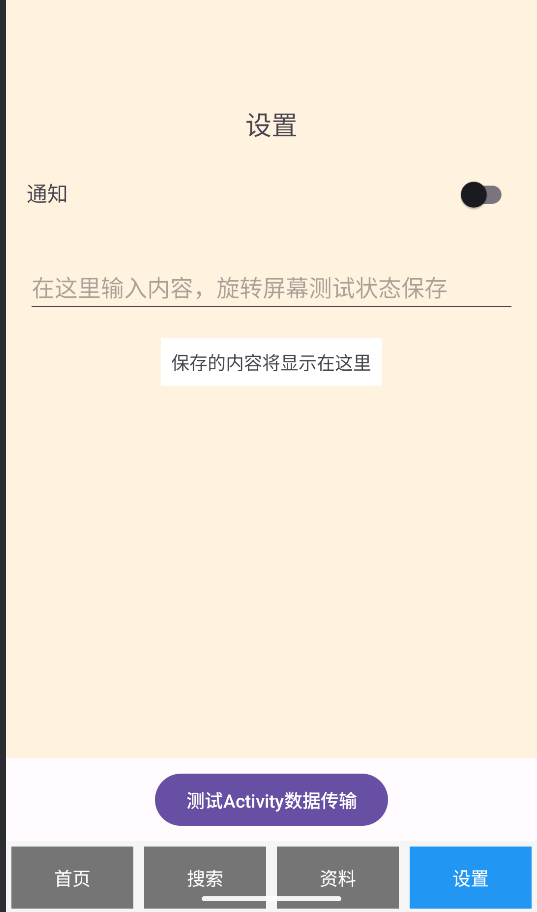 设置
通知
在这里输入内容，旋转屏幕测试状态保存
保存的内容将显示在这里
测试Activity数据传输
首页
搜索
资料
设置